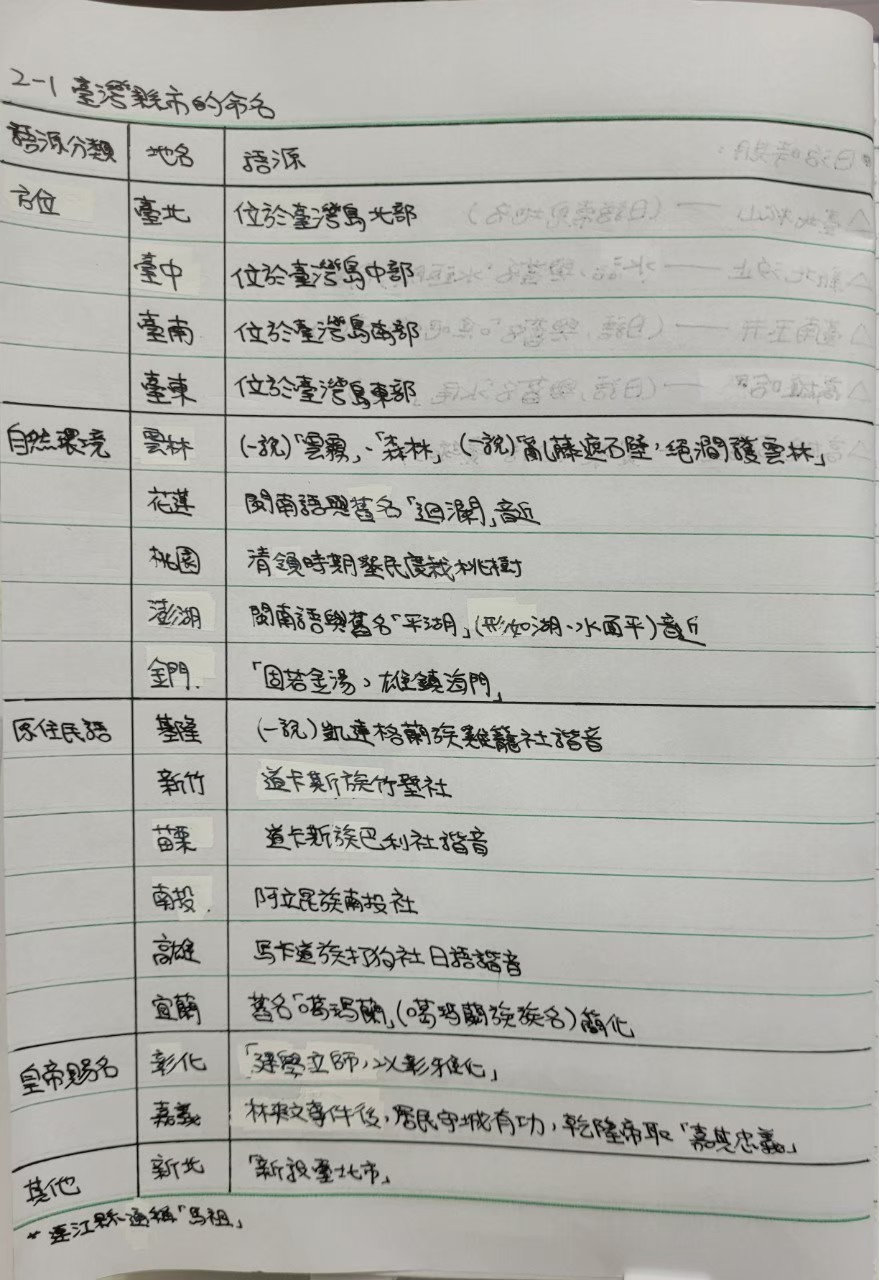 2-1 臺灣縣市的命名
語源分類 地名 語源
方位 臺北 位於臺灣島北部
臺中 位於臺灣島中部
臺南 位於臺灣島南部
臺東 位於臺灣島東部
自然環境 雲林 (一說)「雲霧」、「森林」 (一說)「亂藤遮石壁,絕澗護雲林」
花蓮 閩南語與舊名「迴瀾」音近
桃園 清領時期墾民廣栽桃樹
澎湖 閩南語與舊名「平湖」(形如湖、水面平)音近
金門 「固若金湯、雄鎮海門」
原住民語 基隆 (一說)凱達格蘭族雞籠社諧音
新竹 道卡斯族竹塹社
苗栗 道卡斯族巴利社諧音
南投 阿立昆族南投社
高雄 馬卡道族打狗社日語諧音
宜蘭 舊名「噶瑪蘭」(噶瑪蘭族族名)簡化
皇帝賜名 彰化 「建學立師,以彰雅化」
嘉義 林爽文事件後,居民守城有功,乾隆帝取「嘉其忠義」
其他 新北 「新設臺北市」
* 連江縣通稱「馬祖」